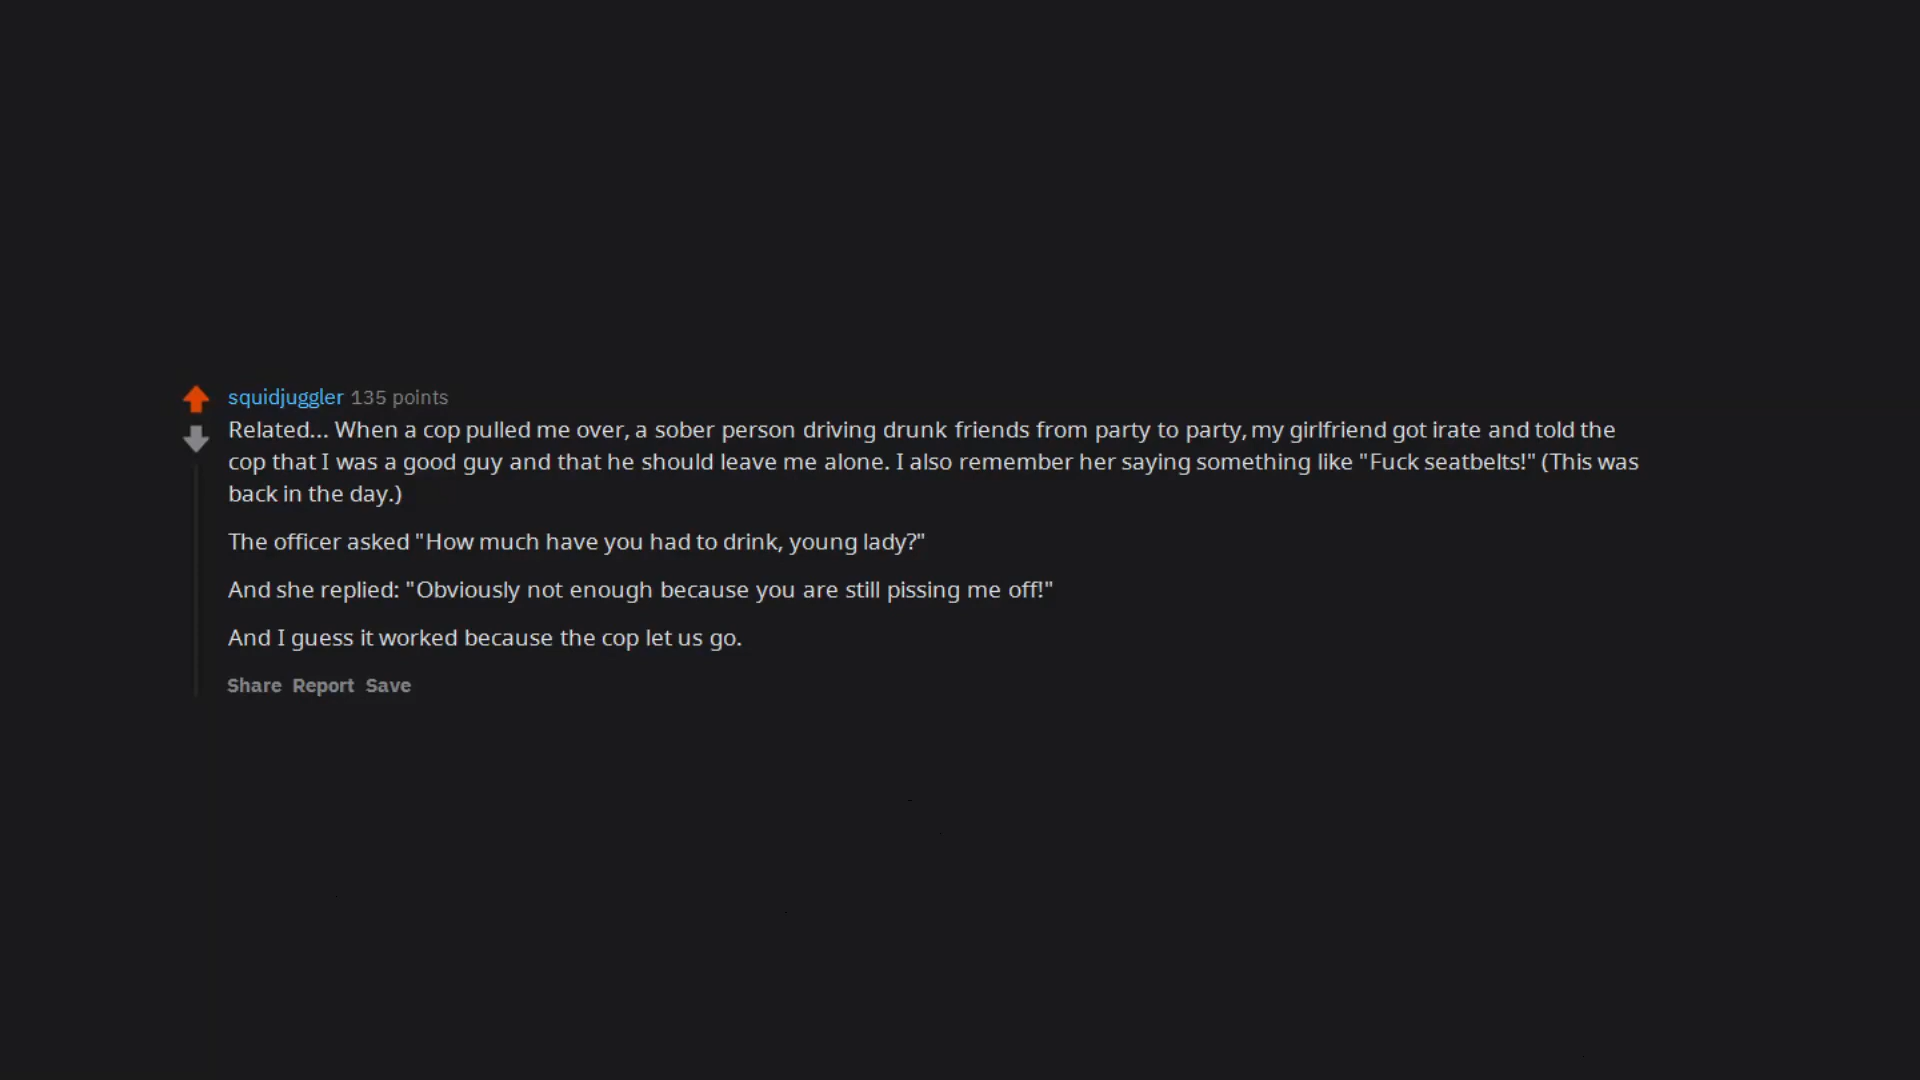 squidjuggler 135 points
Related... When a cop pulled me over, a sober person driving drunk friends from party to party, my girlfriend got irate and told the
cop that I was a good guy and that he should leave me alone. I also remember her saying something like "Fuck seatbelts!" (This was
back in the day.)
The officer asked "How much have you had to drink, young lady?"
And she replied: "Obviously not enough because you are still pissing me off!"
And I guess it worked because the cop let us go.
Share Report Save